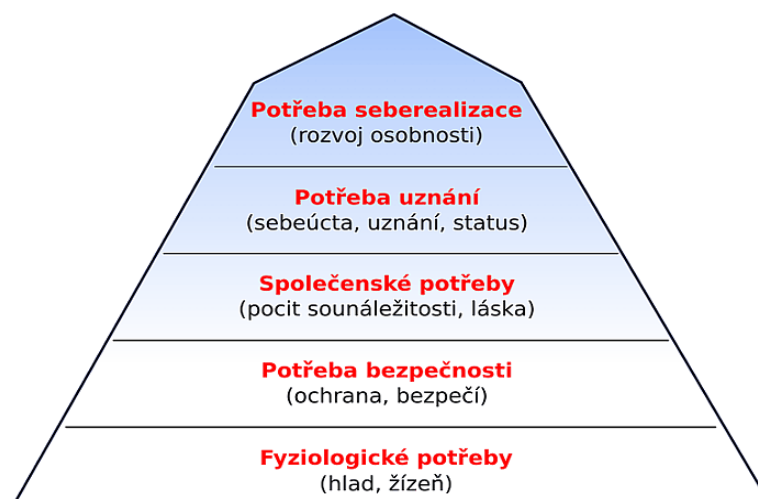 Potřeba seberealizace
(rozvoj osobnosti)
Potřeba uznání
(sebeúcta, uznání, status)
Společenské potřeby
(pocit sounáležitosti, láska)
Potřeba bezpečnosti
(ochrana, bezpečí)
Fyziologické potřeby
(hlad, žízeň)